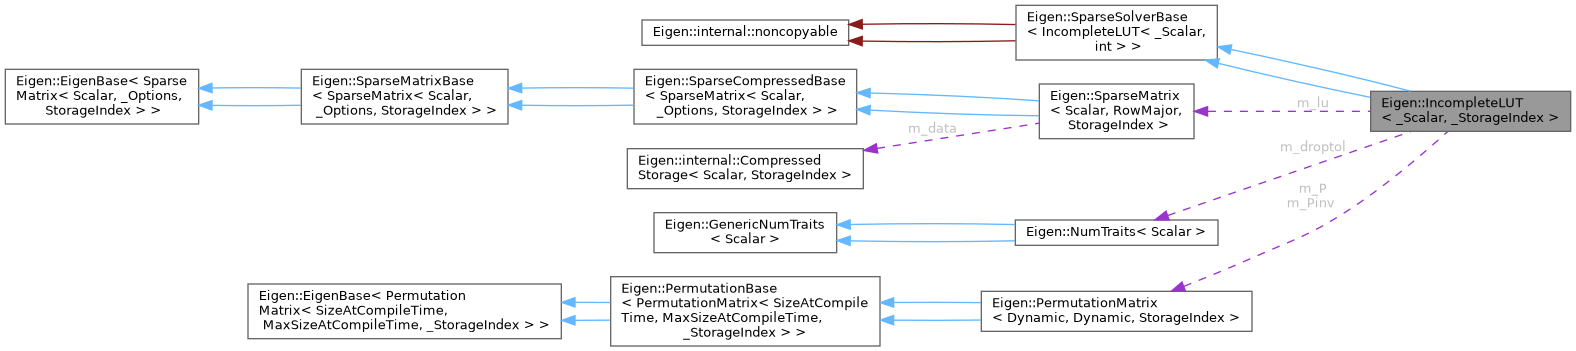 Eigen::internal::noncopyable
Eigen::SparseSolverBase
< IncompleteLUT< _Scalar,
int > >
Eigen::EigenBase< Sparse
Matrix< Scalar, _Options,
StorageIndex > >
Eigen::SparseMatrixBase
< SparseMatrix< Scalar,
_Options, StorageIndex > >
Eigen::SparseCompressedBase
< SparseMatrix< Scalar,
_Options, StorageIndex > >
Eigen::SparseMatrix
< Scalar, RowMajor,
StorageIndex >
m_lu
Eigen::IncompleteLUT
< _Scalar, _StorageIndex >
m_data
Eigen::internal::Compressed
Storage< Scalar, StorageIndex >
m_droptol
m_P
m_Pinv
Eigen::GenericNumTraits
< Scalar >
Eigen::NumTraits< Scalar >
Eigen::EigenBase< Permutation
Matrix< SizeAtCompileTime,
MaxSizeAtCompileTime, _StorageIndex > >
Eigen::PermutationBase
< PermutationMatrix< SizeAtCompile
Time, MaxSizeAtCompileTime,
_StorageIndex > >
Eigen::PermutationMatrix
< Dynamic, Dynamic, StorageIndex >